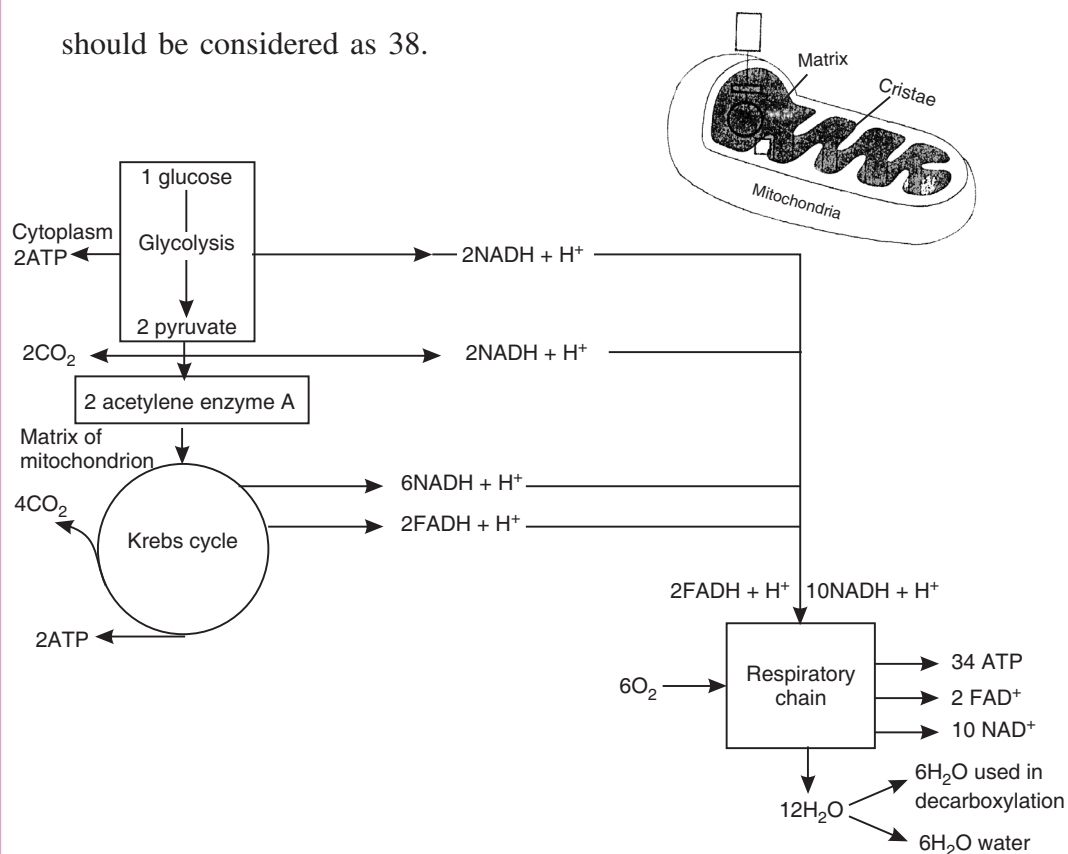 should be considered as 38.
Matrix
Cristae
Mitochondria
1 glucose
Cytoplasm
2ATP
Glycolysis
2NADH + H⁺
2 pyruvate
2CO₂
2NADH + H⁺
2 acetylene enzyme A
Matrix of
mitochondrion
6NADH + H⁺
4CO₂
2FADH + H⁺
Krebs cycle
2FADH + H⁺
10NADH + H⁺
2ATP
6O₂
Respiratory
chain
34 ATP
2 FAD⁺
10 NAD⁺
12H₂O
6H₂O used in
decarboxylation
6H₂O water